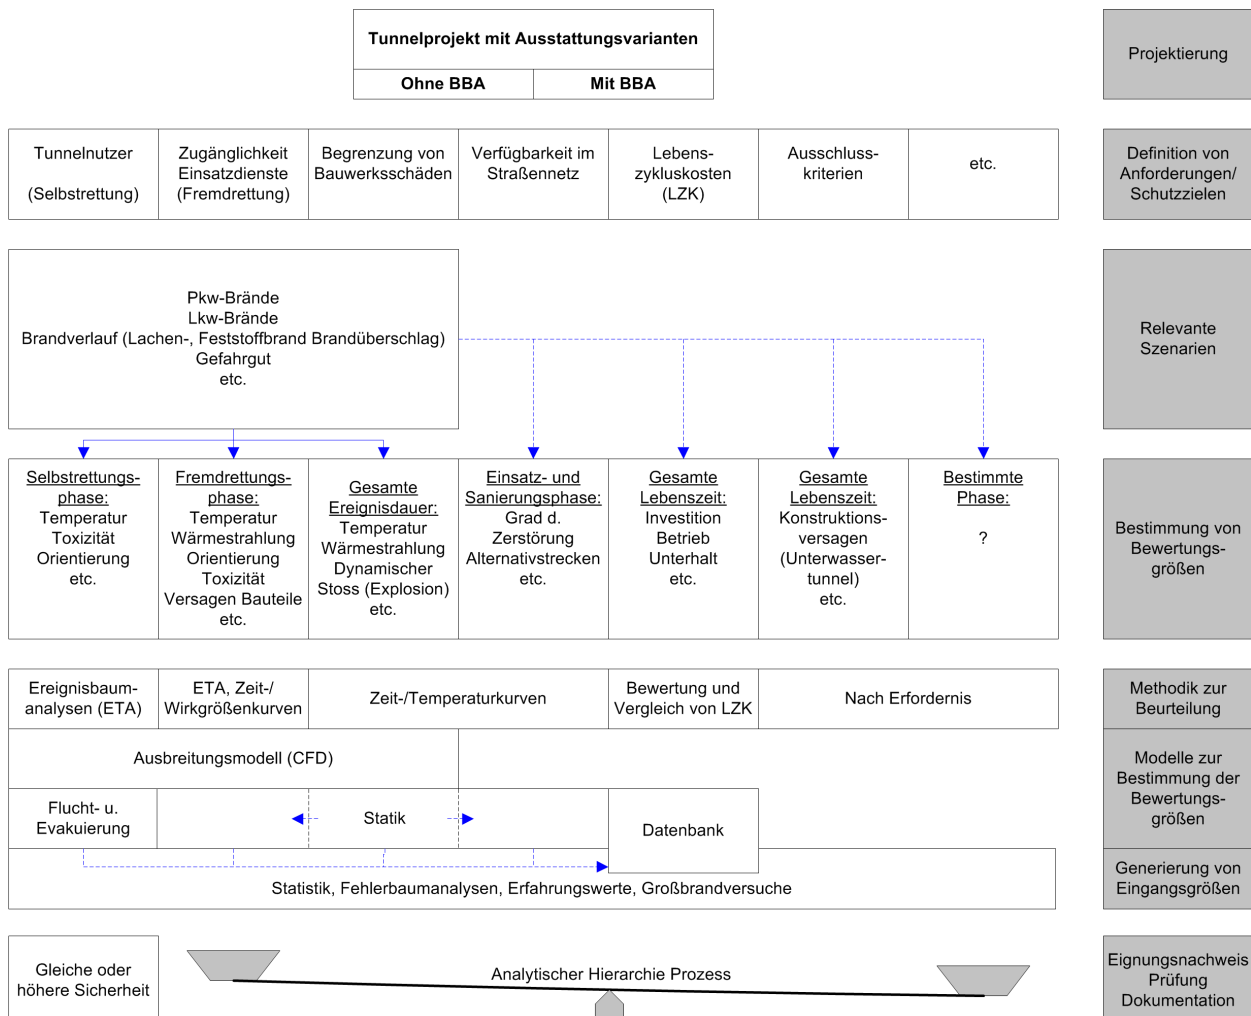 Tunnelprojekt mit Ausstattungsvarianten
Ohne BBA
Mit BBA
Projektierung
Tunnelnutzer
(Selbstrettung)
Zugänglichkeit
Einsatzdienste
(Fremdrettung)
Begrenzung von
Bauwerksschäden
Verfügbarkeit im
Straßennetz
Lebens-
zykluskosten
(LZK)
Ausschluss-
kriterien
etc.
Definition von
Anforderungen/
Schutzzielen
Pkw-Brände
Lkw-Brände
Brandverlauf (Lachen-, Feststoffbrand Brandüberschlag)
Gefahrgut
etc.
Relevante
Szenarien
Selbstrettungs-
phase:
Temperatur
Toxizität
Orientierung
etc.
Fremdrettungs-
phase:
Temperatur
Wärmestrahlung
Orientierung
Toxizität
Versagen Bauteile
etc.
Gesamte
Ereignisdauer:
Temperatur
Wärmestrahlung
Dynamischer
Stoss (Explosion)
etc.
Einsatz- und
Sanierungsphase:
Grad d.
Zerstörung
Alternativstrecken
etc.
Gesamte
Lebenszeit:
Investition
Betrieb
Unterhalt
etc.
Gesamte
Lebenszeit:
Konstruktions-
versagen
(Unterwasser-
tunnel)
etc.
Bestimmte
Phase:
?
Bestimmung von
Bewertungs-
größen
Ereignisbaum-
analysen (ETA)
ETA, Zeit-/
Wirkgrößenkurven
Zeit-/Temperaturkurven
Bewertung und
Vergleich von LZK
Nach Erfordernis
Methodik zur
Beurteilung
Ausbreitungsmodell (CFD)
Modelle zur
Bestimmung der
Bewertungs-
größen
Flucht- u.
Evakuierung
Statik
Datenbank
Statistik, Fehlerbaumanalysen, Erfahrungswerte, Großbrandversuche
Generierung von
Eingangsgrößen
Gleiche oder
höhere Sicherheit
Analytischer Hierarchie Prozess
Eignungsnachweis
Prüfung
Dokumentation